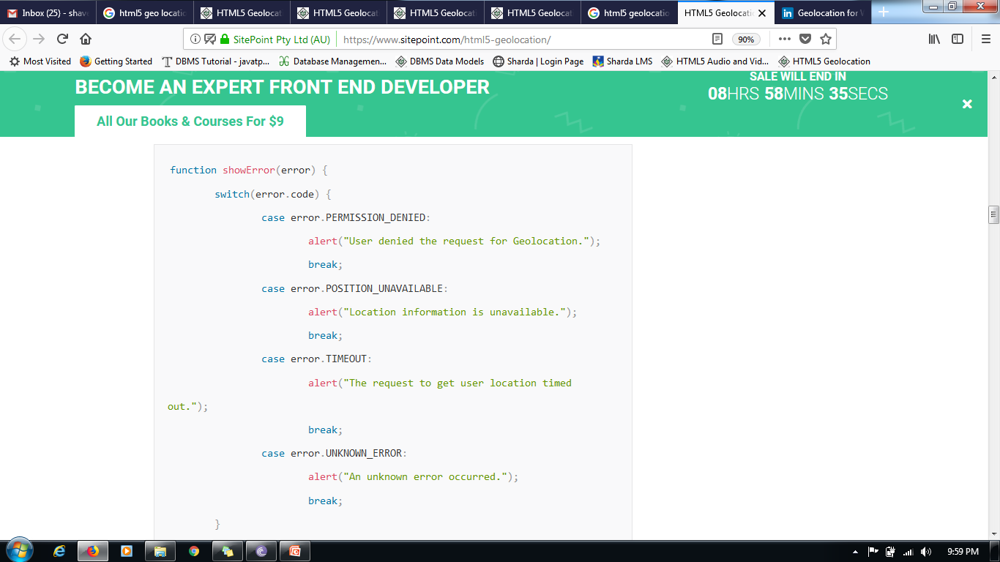 Inbox (25) - shave
html5 geo locatio
HTML5 Geolocat
HTML5 Geolocat
HTML5 Geolocat
HTML5 Geolocat
html5 geolocatio
HTML5 Geolocatio
Geolocation for W
SitePoint Pty Ltd (AU)
https://www.sitepoint.com/html5-geolocation/
90%
Most Visited
Getting Started
DBMS Tutorial - javatp...
Database Managemen...
DBMS Data Models
Sharda | Login Page
Sharda LMS
HTML5 Audio and Vid...
HTML5 Geolocation
BECOME AN EXPERT FRONT END DEVELOPER
All Our Books & Courses For $9
SALE WILL END IN
08HRS 58MINS 35SECS
function showError(error) {
switch(error.code) {
case error.PERMISSION_DENIED:
alert("User denied the request for Geolocation.");
break;
case error.POSITION_UNAVAILABLE:
alert("Location information is unavailable.");
break;
case error.TIMEOUT:
alert("The request to get user location timed
out.");
break;
case error.UNKNOWN_ERROR:
alert("An unknown error occurred.");
break;
}
9:59 PM